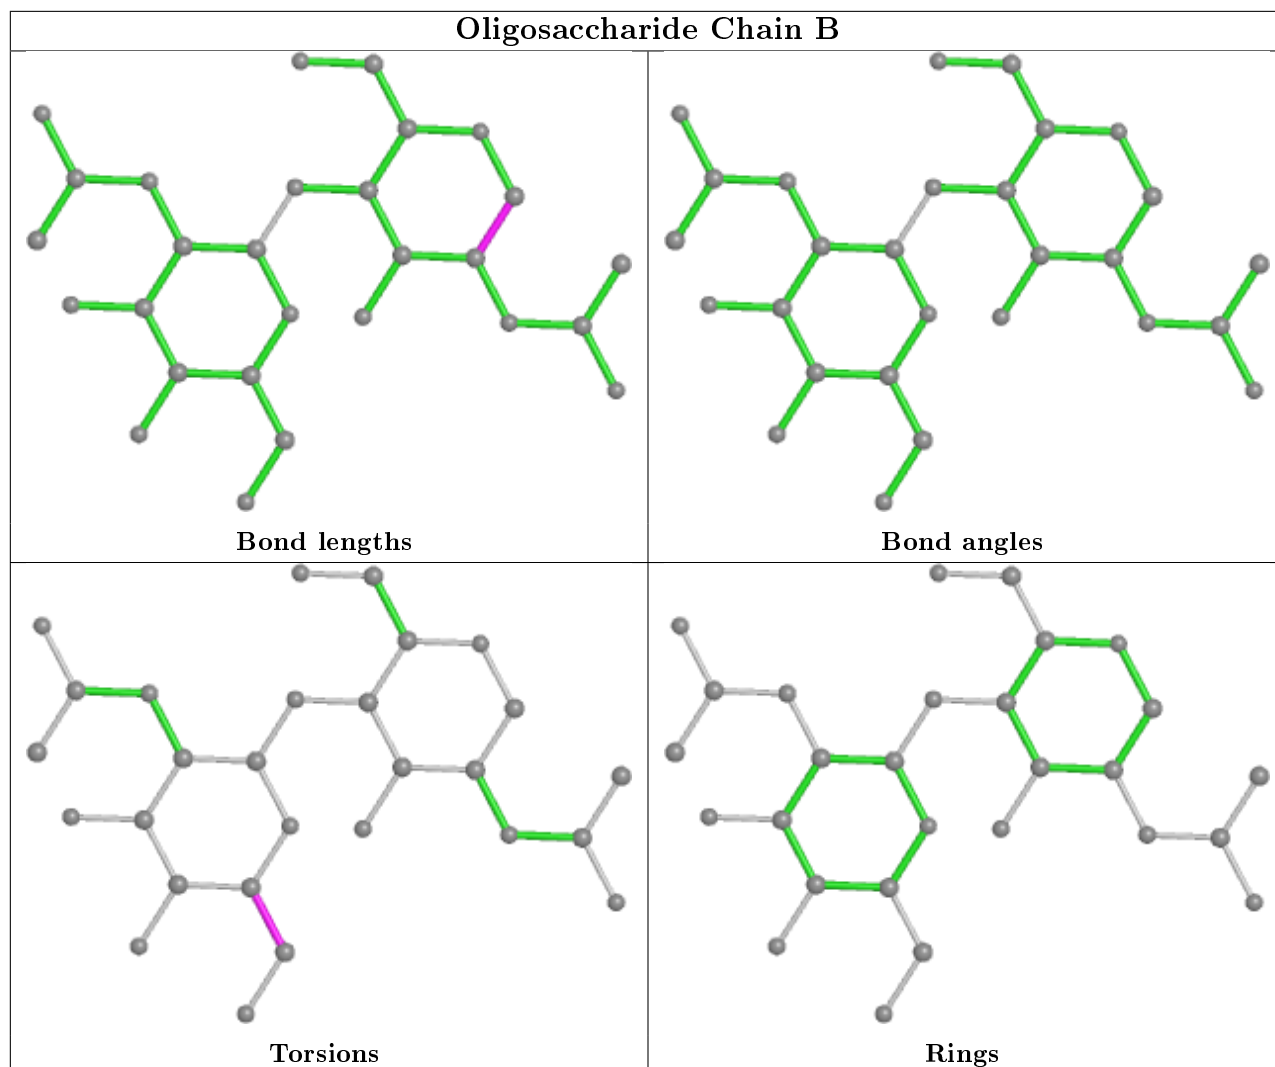 Oligosaccharide Chain B
Bond lengths
Bond angles
Torsions
Rings